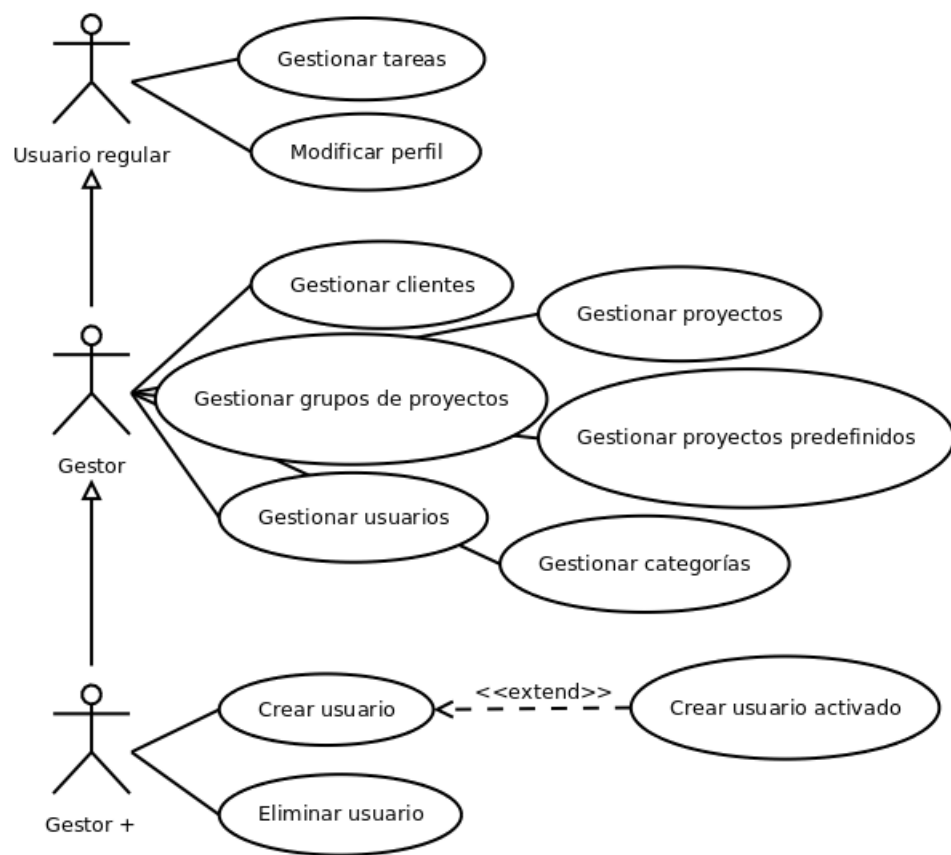 Gestionar tareas
Modificar perfil
Usuario regular
Gestionar clientes
Gestionar proyectos
Gestionar grupos de proyectos
Gestionar proyectos predefinidos
Gestor
Gestionar usuarios
Gestionar categorías
<<extend>>
Crear usuario
Crear usuario activado
Eliminar usuario
Gestor +